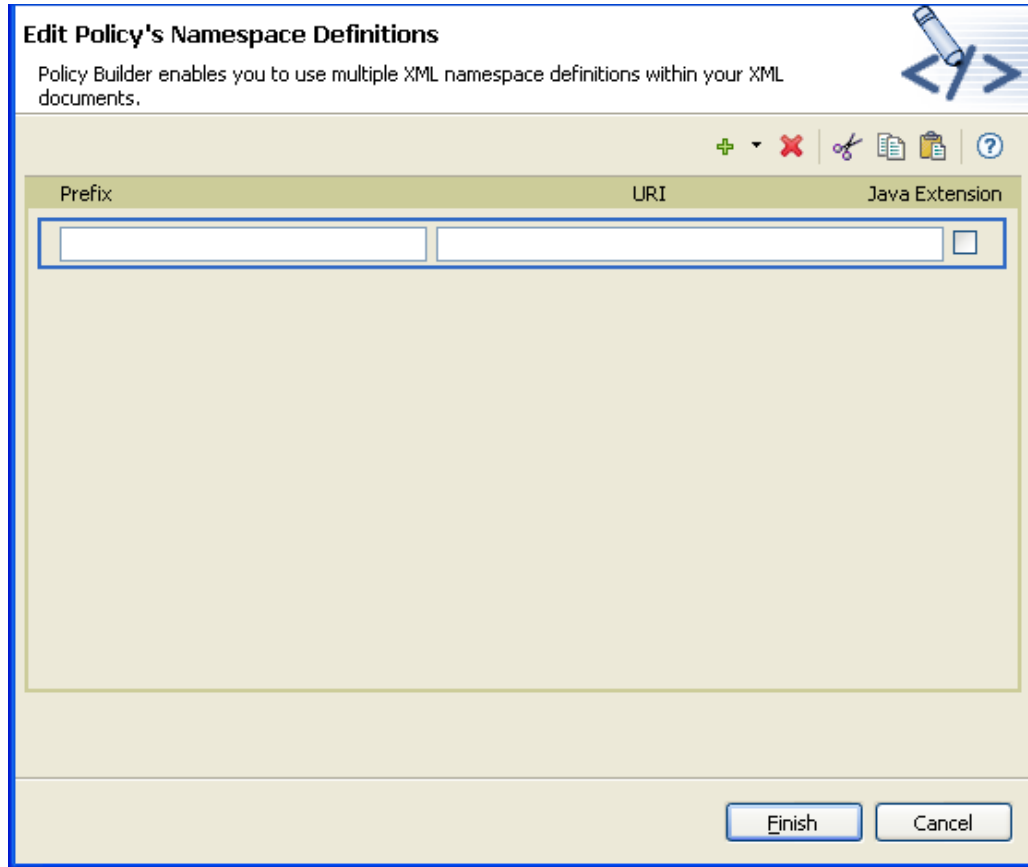 Edit Policy's Namespace Definitions
Policy Builder enables you to use multiple XML namespace definitions within your XML
documents.
Prefix URI Java Extension
Finish Cancel